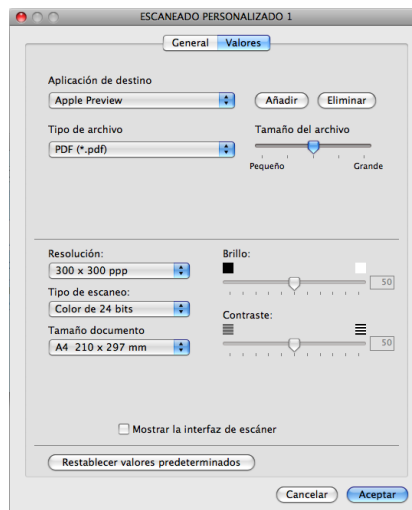 ESCANEADO PERSONALIZADO 1
General Valores
Aplicación de destino
Apple Preview Añadir Eliminar
Tipo de archivo Tamaño del archivo
PDF (*.pdf)
Pequeño Grande
Resolución: Brillo:
300 x 300 ppp
50
Tipo de escaneo:
Color de 24 bits
Contraste:
Tamaño documento
A4 210 x 297 mm 50
Mostrar la interfaz de escáner
Restablecer valores predeterminados
Cancelar Aceptar